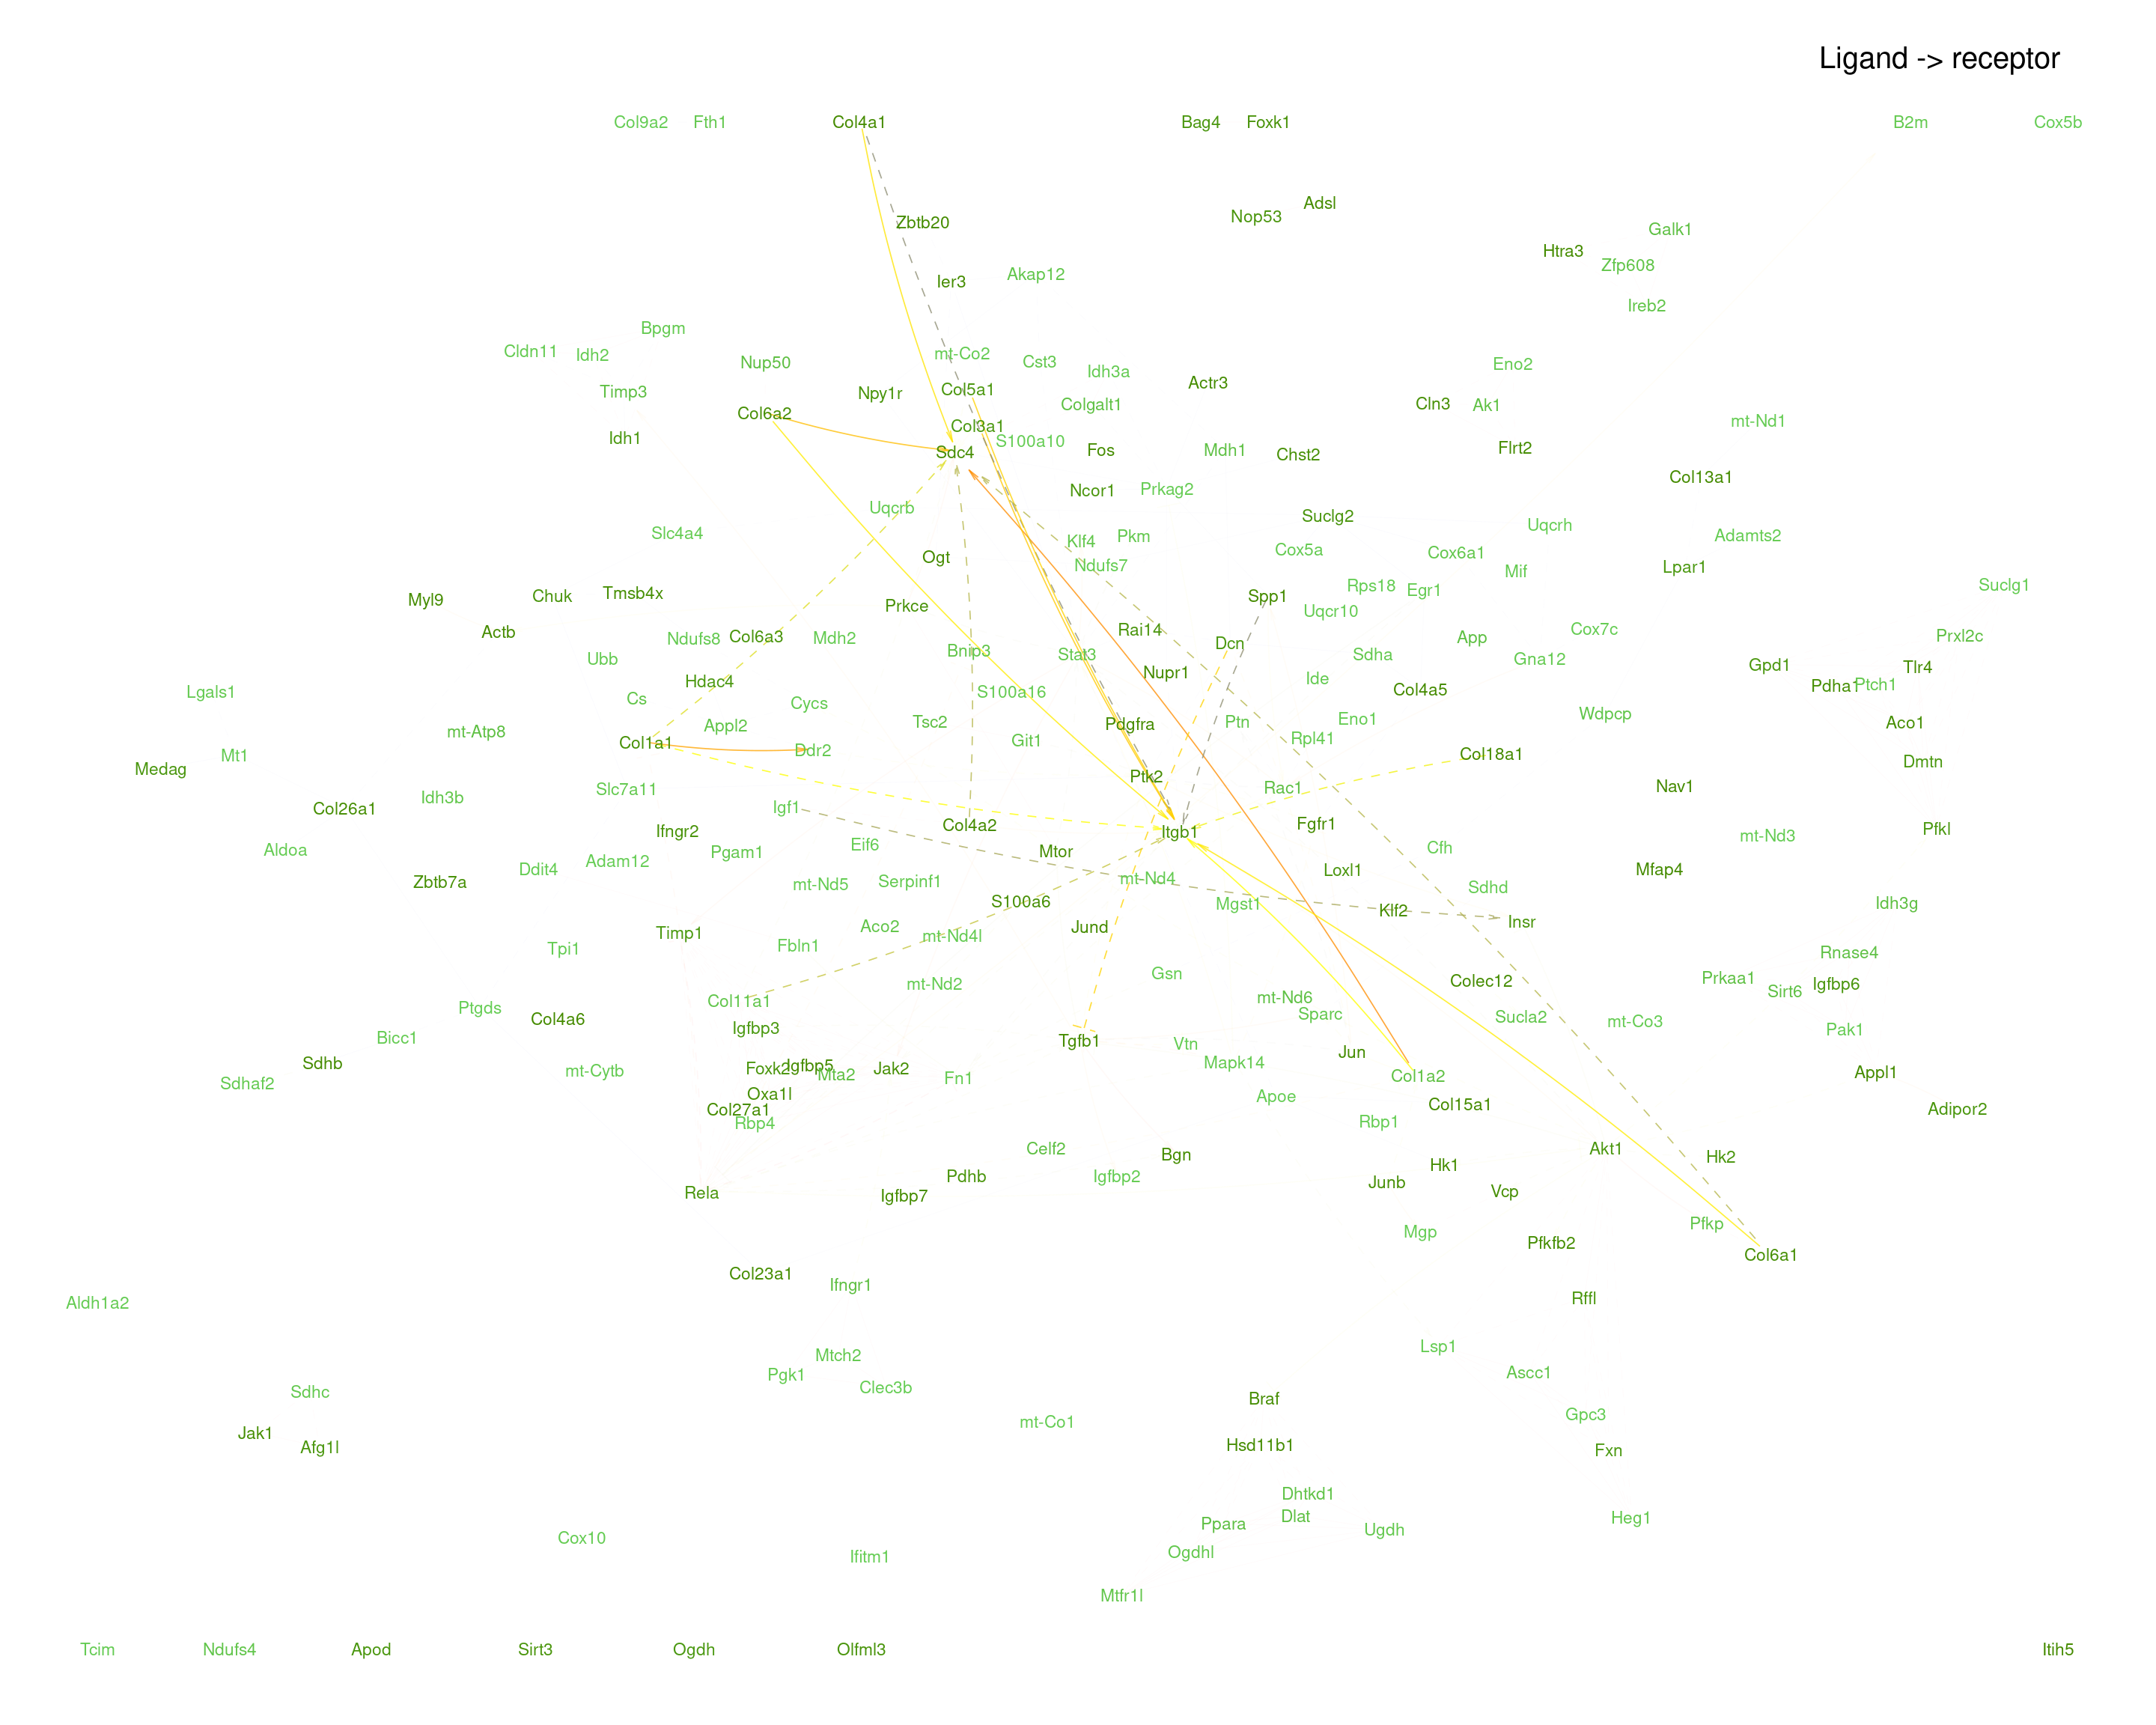 Ligand -> receptor
Col9a2 Fth1 Col4a1 Bag4 Foxk1 B2m Cox5b
Adsl
Nop53
Zbtb20 Galk1
Htra3
Zfp608
Akap12
Ier3
Ireb2
Bpgm
Cldn11 Idh2 mt-Co2
Nup50 Cst3 Eno2
Idh3a
Actr3
Timp3 Npy1r Col5a1
Colgalt1 Cln3 Ak1
Col6a2
mt-Nd1
Col3a1
Idh1 S100a10
Sdc4 Fos Mdh1 Chst2 Flrt2
Col13a1
Ncor1 Prkag2
Uqcrb
Suclg2
Uqcrh
Slc4a4 Klf4 Pkm Adamts2
Ogt Cox5a Cox6a1
Ndufs7 Mif Lpar1
Rps18 Egr1 Suclg1
Myl9 Chuk Tmsb4x Spp1
Prkce Uqcr10
Actb Rai14 Cox7c
Ndufs8 Col6a3 Mdh2 Dcn App Prxl2c
Ubb Bnip3 Stat3 Sdha Gna12
Nupr1 Gpd1 Tlr4
Hdac4 Ide Pdha1 Ptch1
Lgals1 Cs S100a16 Col4a5
Cycs
Wdpcp
mt-Atp8 Appl2 Tsc2 Pdgfra Ptn Eno1 Aco1
Col1a1 Ddr2 Git1 Rpl41
Mt1 Col18a1
Medag Dmtn
Ptk2
Slc7a11 Rac1 Nav1
Idh3b
Col26a1 Igf1
Ifngr2 Col4a2 Itgb1 Fgfr1 Pfkl
mt-Nd3
Aldoa Pgam1 Eif6 Mtor Cfh
Ddit4 Adam12 Loxl1 Mfap4
Zbtb7a mt-Nd5 Serpinf1 mt-Nd4 Sdhd
S100a6 Mgst1 Klf2 Idh3g
Timp1 Aco2 Jund Insr
Tpi1 Fbln1 mt-Nd4l
Rnase4
Gsn Colec12 Prkaa1
mt-Nd2 Sirt6 Igfbp6
Ptgds Col11a1 mt-Nd6
Col4a6 Sparc Sucla2 mt-Co3
Igfbp3 Pak1
Bicc1 Tgfb1 Vtn
Sdhb Jun
mt-Cytb Foxk2 Igfbp5 Mta2 Jak2 Fn1 Mapk14 Col1a2 Appl1
Sdhaf2
Oxa1l Apoe
Col27a1 Col15a1 Adipor2
Rbp4 Rbp1
Celf2 Bgn Akt1 Hk2
Pdhb Igfbp2 Hk1
Rela Igfbp7 Junb Vcp
Pfkp
Mgp Pfkfb2 Col6a1
Col23a1 Ifngr1
Aldh1a2 Rffl
Mtch2 Lsp1
Pgk1 Clec3b Ascc1
Sdhc Braf
mt-Co1 Gpc3
Jak1 Afg1l Hsd11b1 Fxn
Dhtkd1
Ppara Dlat Ugdh Heg1
Cox10 Ifitm1 Ogdhl
Mtfr1l
Tcim Ndufs4 Apod Sirt3 Ogdh Olfml3 Itih5